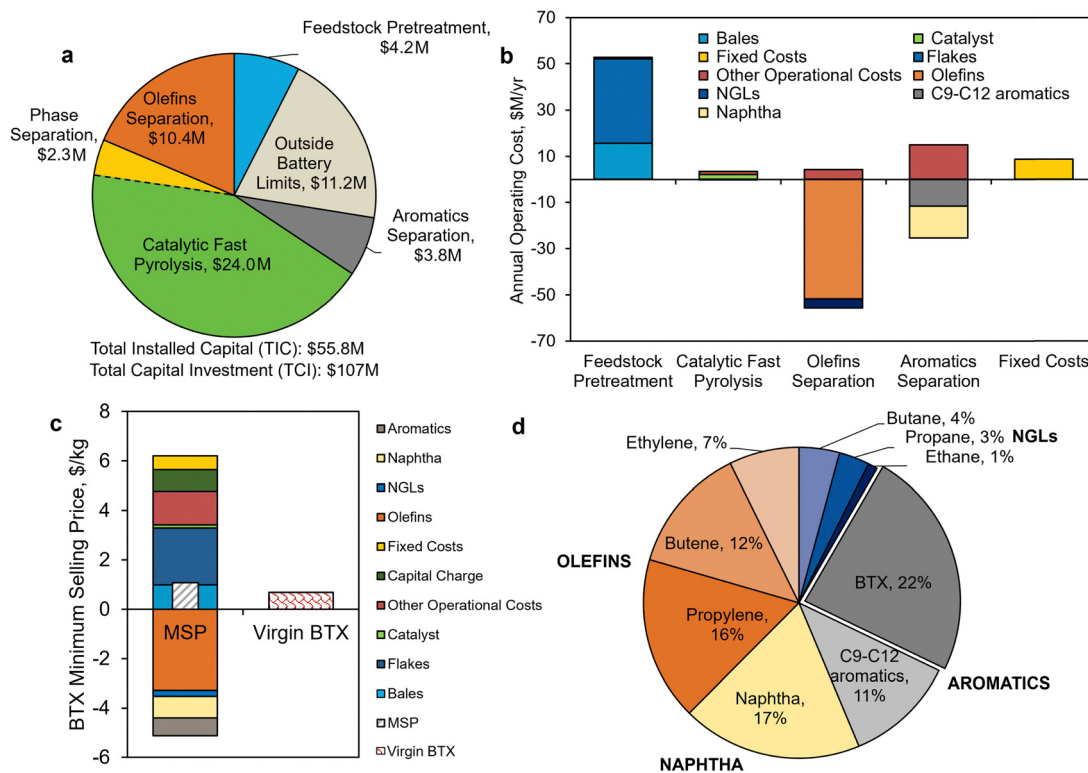 a
Feedstock Pretreatment,
$4.2M
Olefins
Separation,
$10.4M
Phase
Separation,
$2.3M
Outside
Battery
Limits, $11.2M
Aromatics
Separation,
$3.8M
Catalytic Fast
Pyrolysis, $24.0M
Total Installed Capital (TIC): $55.8M
Total Capital Investment (TCI): $107M
b
Annual Operating Cost, $M/yr
70
50
30
10
-10
-30
-50
-70
Bales
Catalyst
Fixed Costs
Flakes
Other Operational Costs
Olefins
NGLs
C9-C12 aromatics
Naphtha
Feedstock
Pretreatment
Catalytic Fast
Pyrolysis
Olefins
Separation
Aromatics
Separation
Fixed Costs
c
BTX Minimum Selling Price, $/kg
8
6
4
2
0
-2
-4
-6
MSP
Virgin BTX
Aromatics
Naphtha
NGLs
Olefins
Fixed Costs
Capital Charge
Other Operational Costs
Catalyst
Flakes
Bales
MSP
Virgin BTX
d
Butane, 4%
Propane, 3% NGLs
Ethane, 1%
Ethylene, 7%
Butene, 12%
OLEFINS
BTX, 22%
Propylene,
16%
C9-C12
aromatics,
11%
AROMATICS
Naphtha,
17%
NAPHTHA